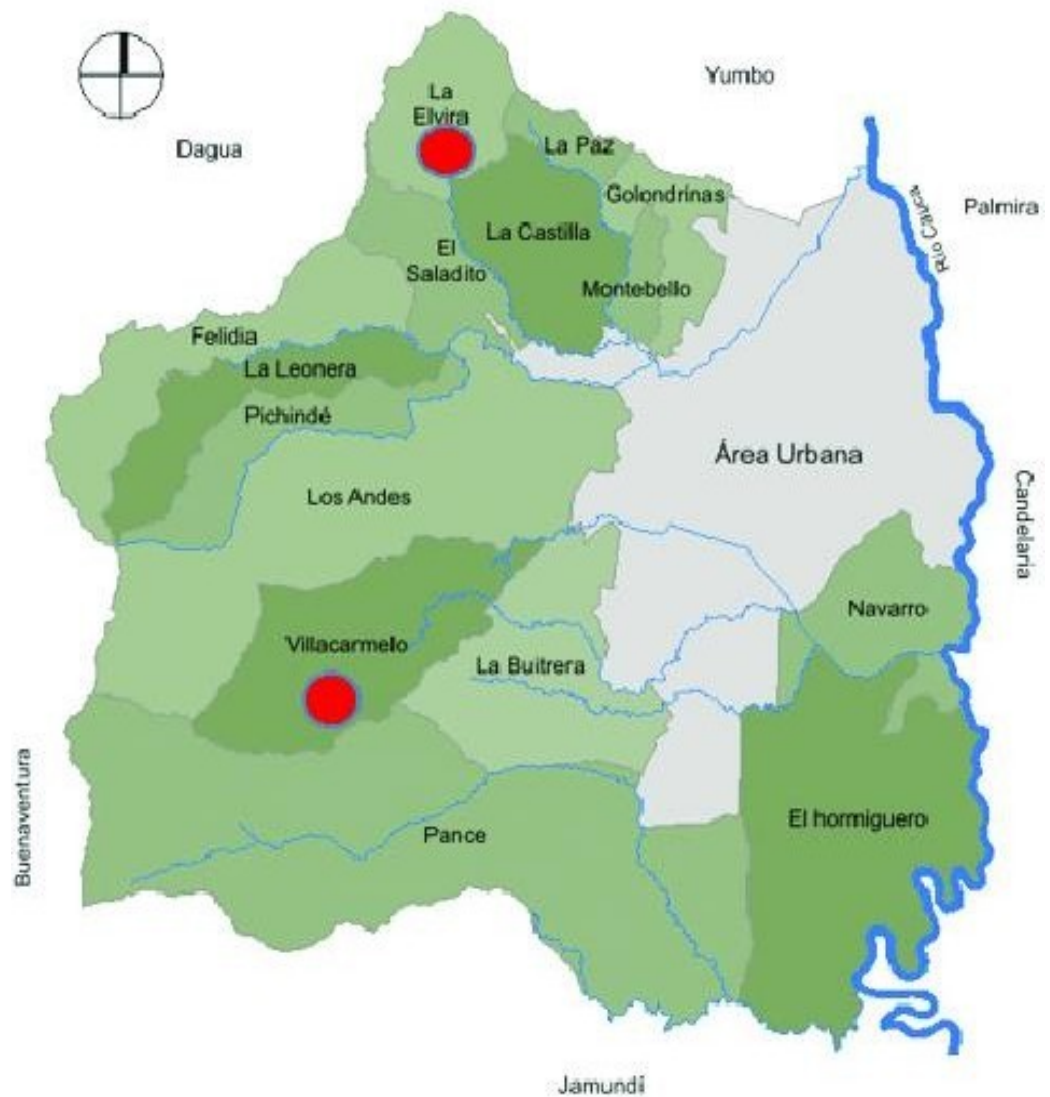 Yumbo
La
Elvira
Dagua
La Paz
Golondrinas
Palmira
Río Cauca
La Castilla
El
Saladito
Montebello
Felidia
La Leonera
Pichindé
Área Urbana
Los Andes
Candelaria
Navarro
Villacarmelo
La Buitrera
Buenaventura
El hormiguero
Pance
Jamundí